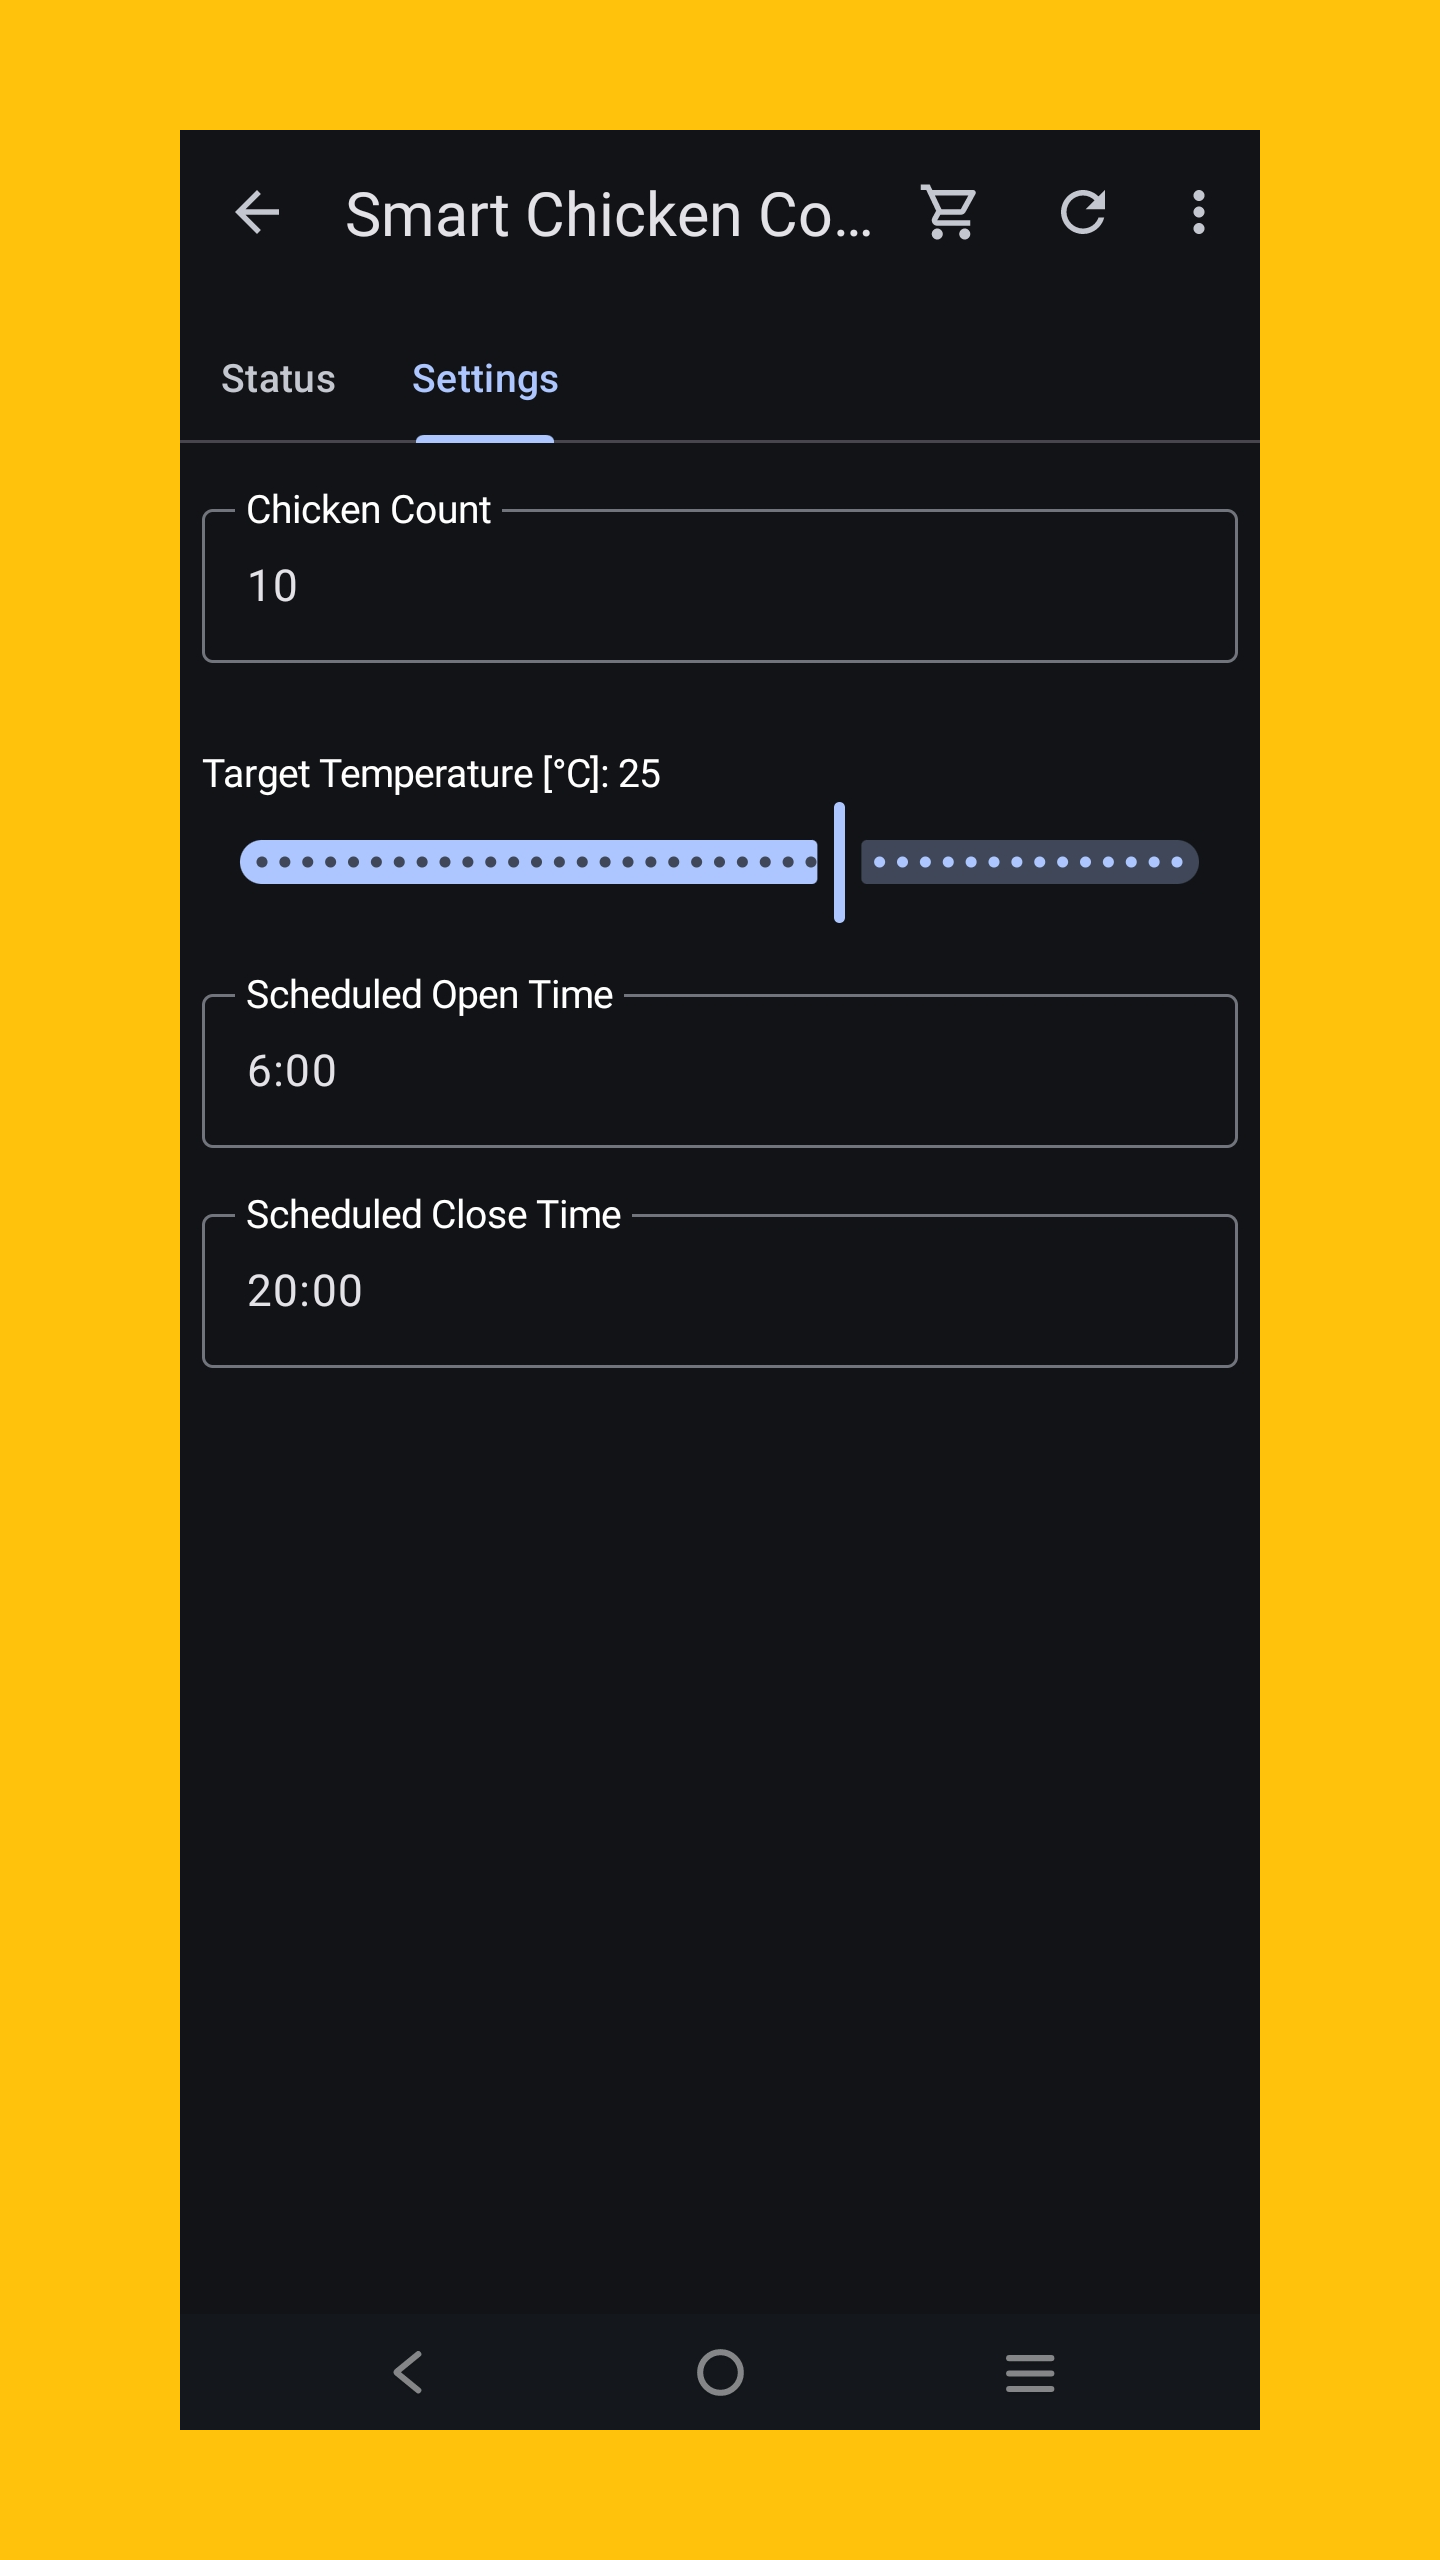 Smart Chicken Co...
Status Settings
Chicken Count
10
Target Temperature [°C]: 25
Scheduled Open Time
6:00
Scheduled Close Time
20:00